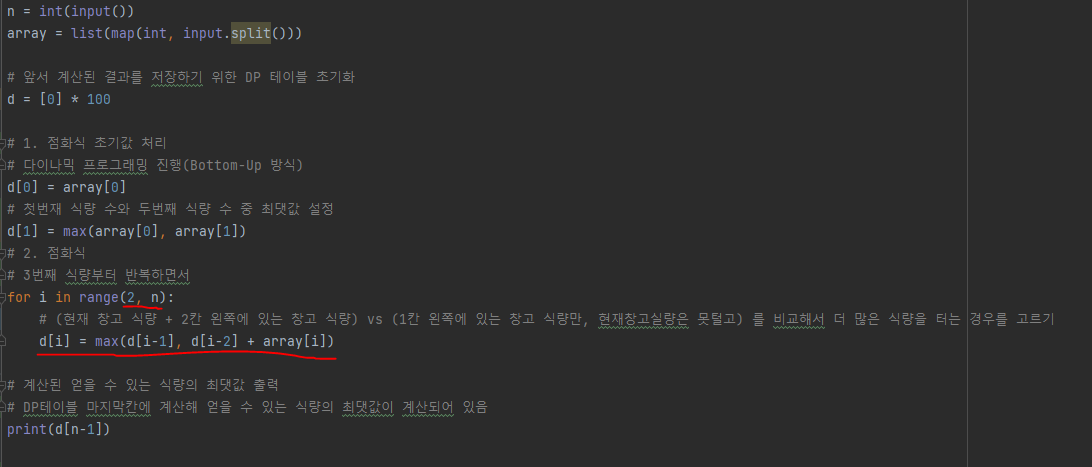 n = int(input())
array = list(map(int, input.split()))
# 앞서 계산된 결과를 저장하기 위한 DP 테이블 초기화
d = [0] * 100
# 1. 점화식 초기값 처리
# 다이나믹 프로그래밍 진행(Bottom-Up 방식)
d[0] = array[0]
# 첫번재 식량 수와 두번째 식량 수 중 최댓값 설정
d[1] = max(array[0], array[1])
# 2. 점화식
# 3번째 식량부터 반복하면서
for i in range(2, n):
# (현재 창고 식량 + 2칸 왼쪽에 있는 창고 식량) vs (1칸 왼쪽에 있는 창고 식량만, 현재창고실량은 못털고) 를 비교해서 더 많은 식량을 터는 경우를 고르기
d[i] = max(d[i-1], d[i-2] + array[i])
# 계산된 얻을 수 있는 식량의 최댓값 출력
# DP테이블 마지막칸에 계산해 얻을 수 있는 식량의 최댓값이 계산되어 있음
print(d[n-1])